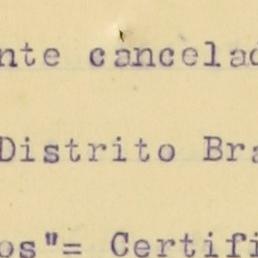 nte cancelad
Distrito Bra
os"= Certifi